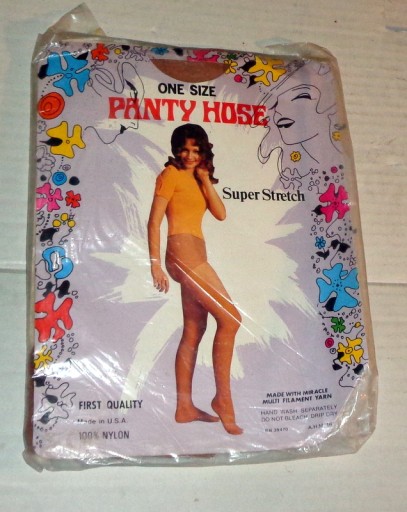 ONE SIZE
PANTY HOSE
Super Stretch
FIRST QUALITY
Made in U.S.A.
100% NYLON
MADE WITH MIRACLE
MULTI FILAMENT YARN
HAND WASH SEPARATELY
DO NOT BLEACH, DRIP DRY